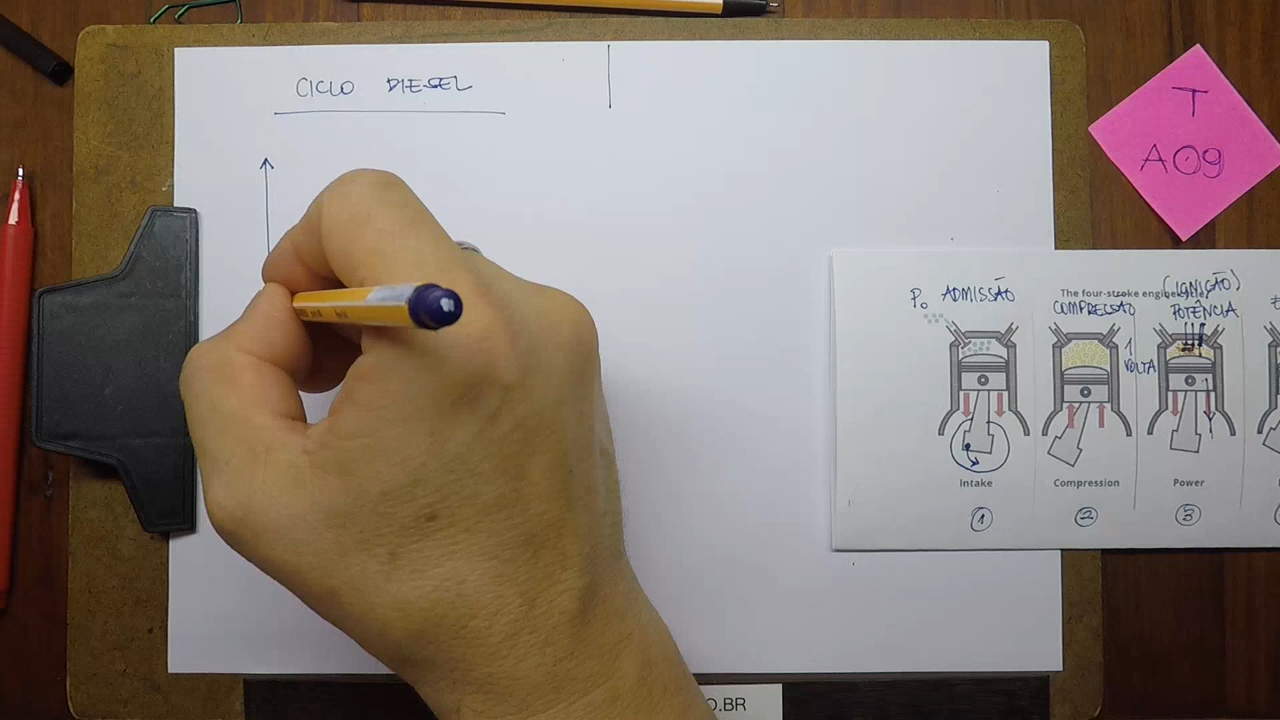 CICLO DIESEL
T
A09
P₀ ADMISSÃO
The four-stroke engine
(IGNIÇÃO)
COMPRESSÃO
POTÊNCIA
1
VOLTA
Intake
Compression
Power
1
2
3
O.BR